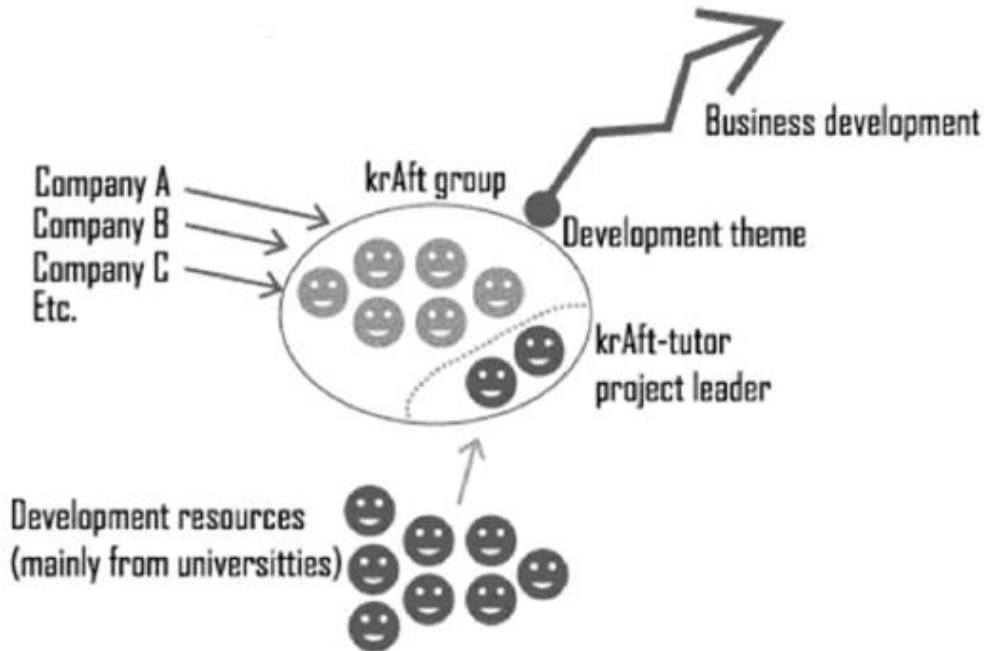 Business development
krAft group
Company A
Company B
Company C
Etc.
Development theme
krAft-tutor
project leader
Development resources
(mainly from universitties)